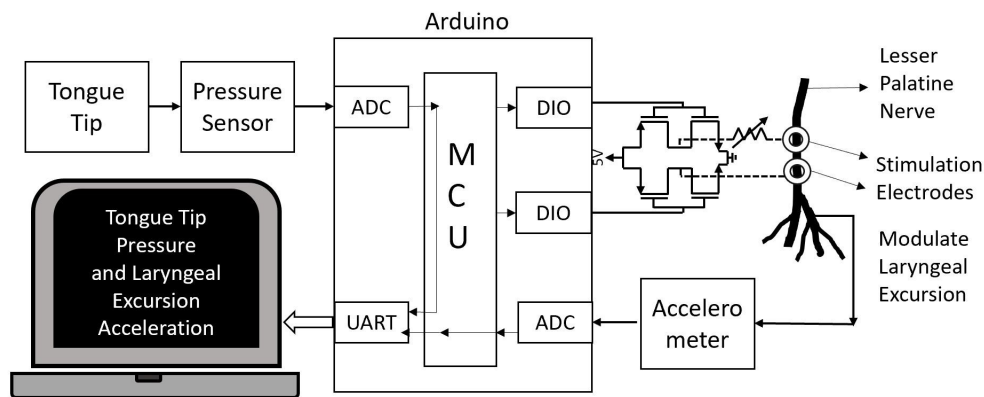 Arduino
Tongue
Tip
Pressure
Sensor
ADC
MCU
DIO
DIO
UART
ADC
5V
Lesser
Palatine
Nerve
Stimulation
Electrodes
Modulate
Laryngeal
Excursion
Accelero
meter
Tongue Tip
Pressure
and Laryngeal
Excursion
Acceleration